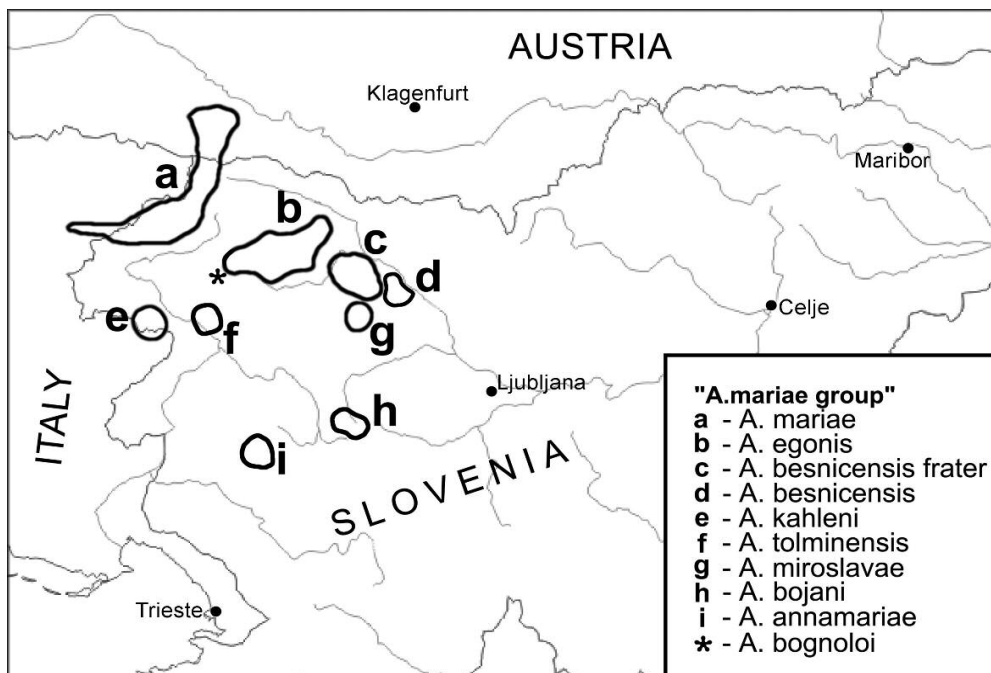 AUSTRIA
Klagenfurt
Maribor
a
b
c
d
*
e
f
g
Celje
ITALY
Ljubljana
h
i
SLOVENIA
Trieste
"A.mariae group"
a - A. mariae
b - A. egonis
c - A. besnicensis frater
d - A. besnicensis
e - A. kahleni
f - A. tolminensis
g - A. miroslavae
h - A. bojani
i - A. annamariae
* - A. bognoloi